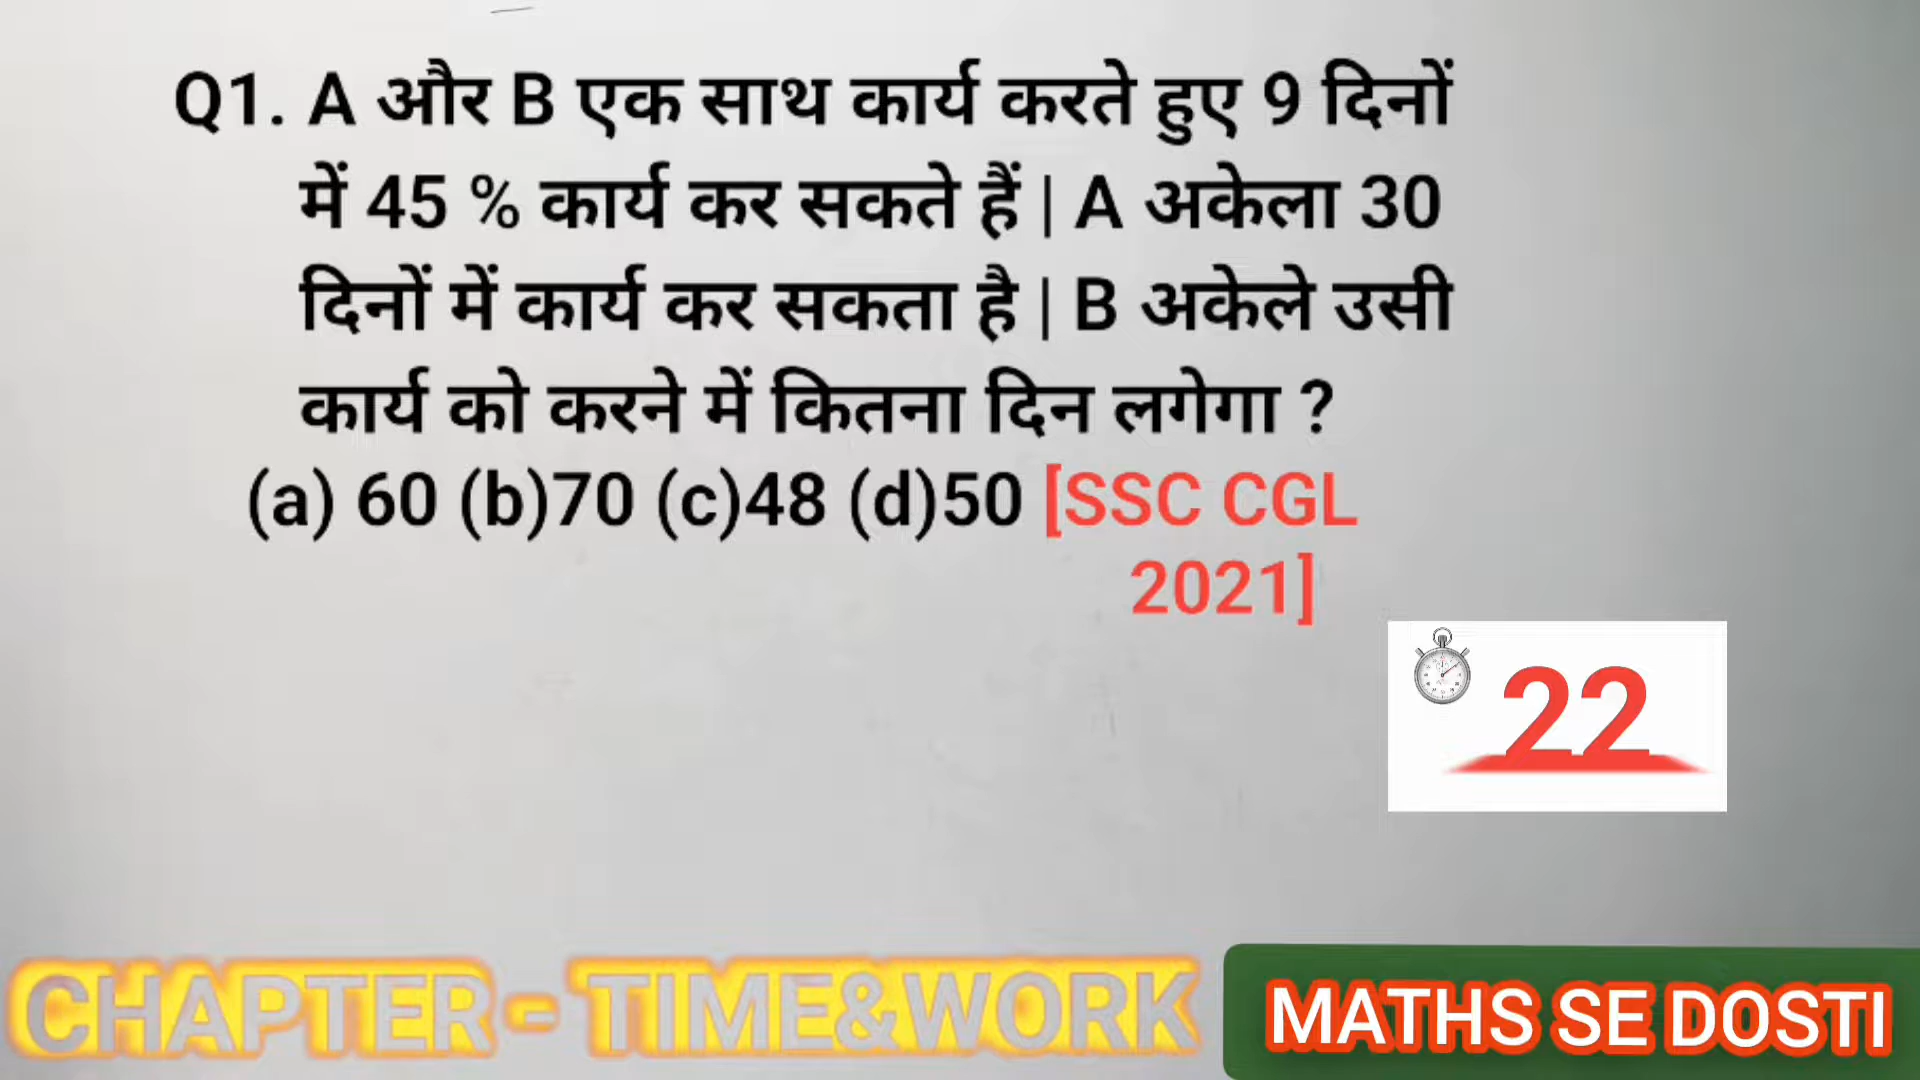 Q1. A और B एक साथ कार्य करते हुए 9 दिनों
में 45 % कार्य कर सकते हैं | A अकेला 30
दिनों में कार्य कर सकता है | B अकेले उसी
कार्य को करने में कितना दिन लगेगा ?
(a) 60 (b)70 (c)48 (d)50 [SSC CGL
2021]
22
CHAPTER - TIME&WORK
MATHS SE DOSTI